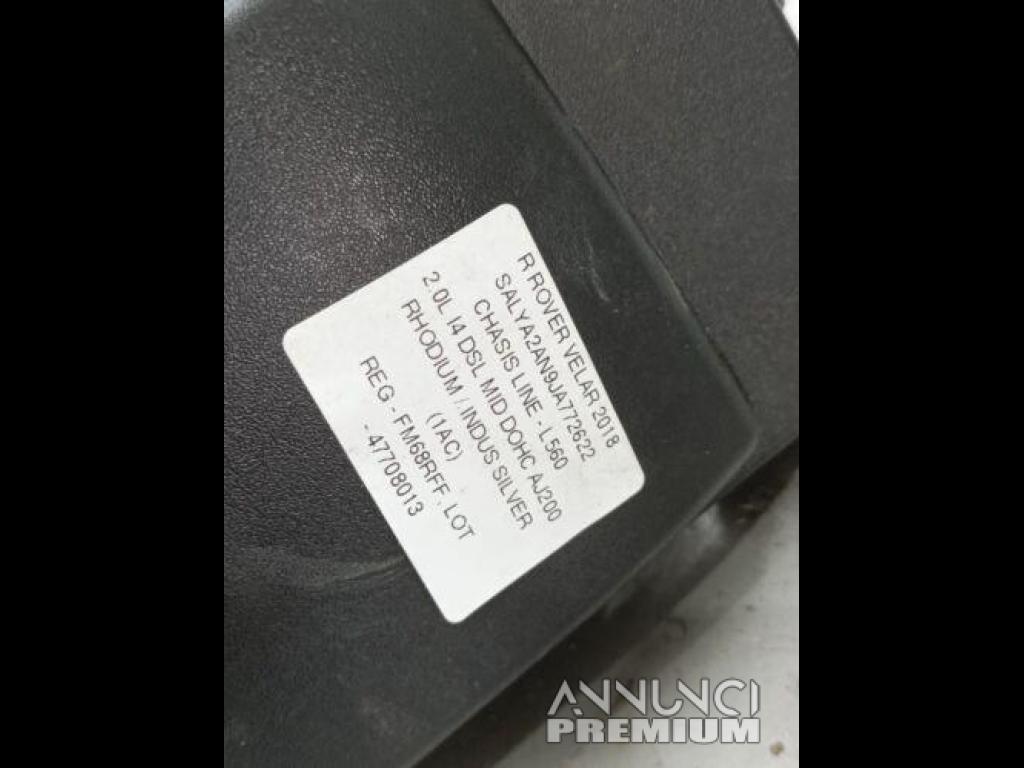 R ROVER VELAR 2018
SALYA2AN9JA772622
CHASIS LINE - L560
2.0L I4 DSL MID DOHC AJ200
RHODIUM / INDUS SILVER
(1AC)
REG - FM68RFF , LOT
- 47708013
ANNUNCI
PREMIUM